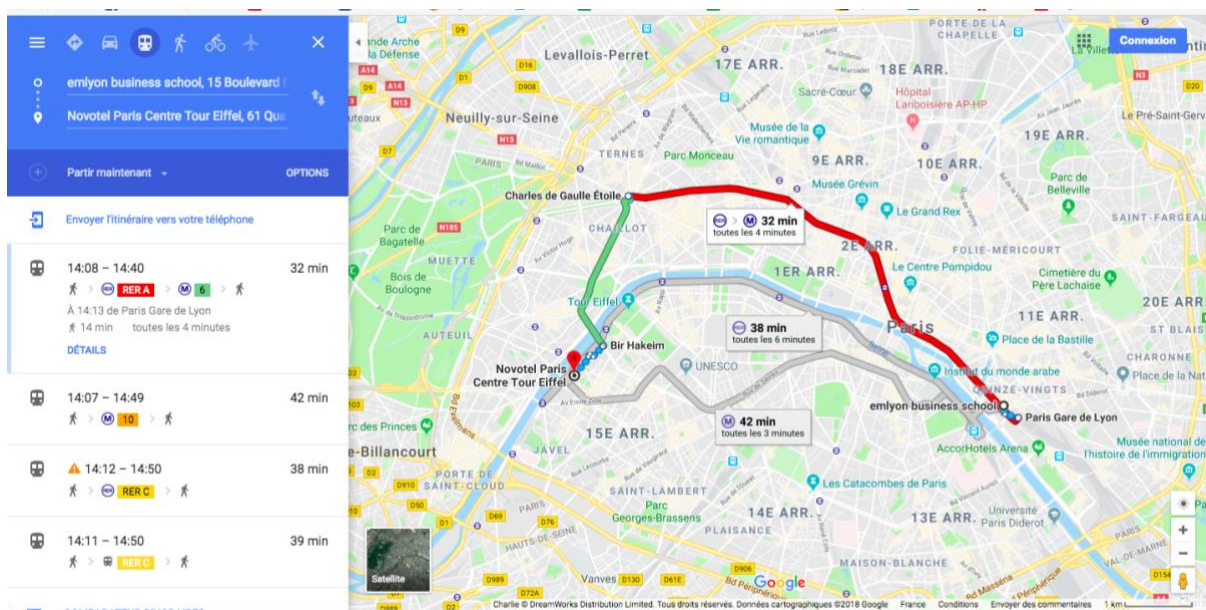 emlyon business school, 15 Boulevard
Novotel Paris Centre Tour Eiffel, 61 Qua
Partir maintenant
OPTIONS
Envoyer l'itinéraire vers votre téléphone
14:08 – 14:40 32 min
RER A > M 6
À 14:13 de Paris Gare de Lyon
14 min toutes les 4 minutes
DÉTAILS
14:07 – 14:49 42 min
M 10
14:12 – 14:50 38 min
RER RER C
14:11 – 14:50 39 min
RER C
Connexion
PORTE DE LA CHAPELLE
la Défense
Levallois-Perret
17E ARR.
18E ARR.
Sacré-Cœur
Hôpital
Lariboisière AP-HP
Neuilly-sur-Seine
Musée de la
Vie romantique
19E ARR.
Le Pré-Saint-Gerv
TERNES
Parc Monceau
9E ARR.
10E ARR.
Parc de
Belleville
Charles de Gaulle Étoile
Musée Grévin
Le Grand Rex
SAINT-FARGEAU
CHAILLOT
RER > M 32 min
toutes les 4 minutes
2E ARR.
FOLIE-MÉRICOURT
Parc de
Bagatelle
MUETTE
Bois de
Boulogne
1ER ARR.
Le Centre Pompidou
Cimetière du
Père Lachaise
20E ARR.
Tour Eiffel
11E ARR.
ST BLAIS
AUTEUIL
RER 38 min
toutes les 6 minutes
Paris
Place de la Bastille
CHARONNE
Place de la Nat
Bir Hakeim
UNESCO
Institut du monde arabe
QUINZE-VINGTS
Novotel Paris
Centre Tour Eiffel
Av Emile Zola
emlyon business school
Paris Gare de Lyon
M 42 min
toutes les 3 minutes
15E ARR.
rc des Princes
AccorHotels Arena
Musée national de
l'histoire de l'immigration
e-Billancourt
JAVEL
PORTE DE
SAINT-CLOUD
SAINT-LAMBERT
Parc
Georges-Brassens
Les Catacombes de Paris
14E ARR.
13E ARR.
Université
Paris Diderot
PLAISANCE
MAISON-BLANCHE
Vanves
Satellite
Google
Charlie © DreamWorks Distribution Limited. Tous droits réservés. Données cartographiques ©2018 Google France Conditions Envoyer des commentaires 1 km